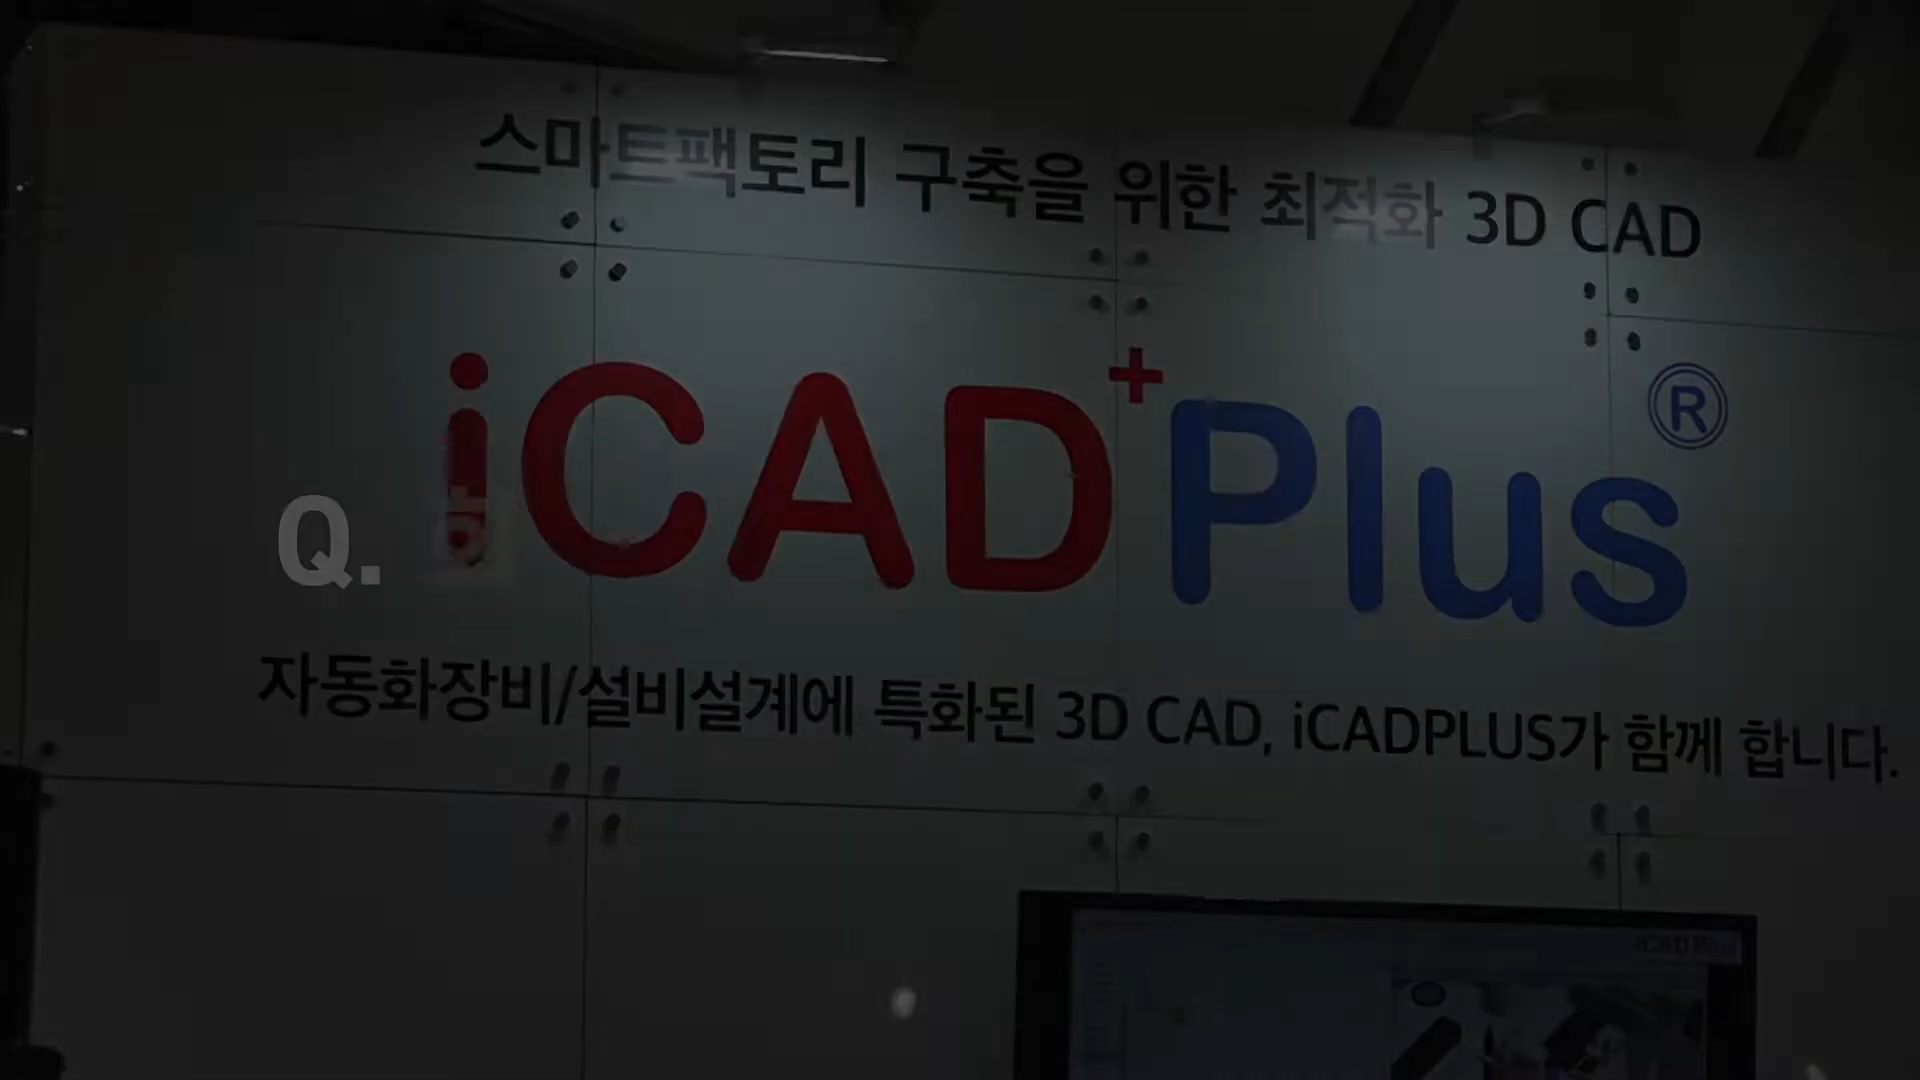 스마트팩토리 구축을 위한 최적화 3D CAD
iCAD+Plus ®
Q.
자동화장비/설비설계에 특화된 3D CAD, iCADPLUS가 함께 합니다.